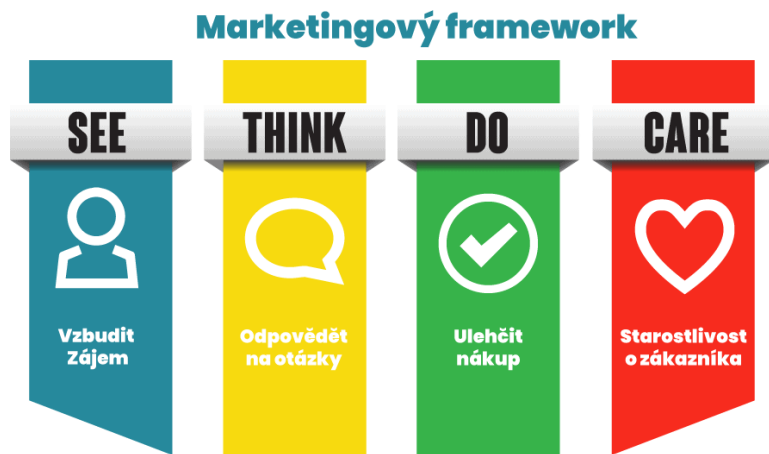 Marketingový framework
SEE
THINK
DO
CARE
Vzbudit
Zájem
Odpovědět
na otázky
Ulehčit
nákup
Starostlivost
o zákazníka